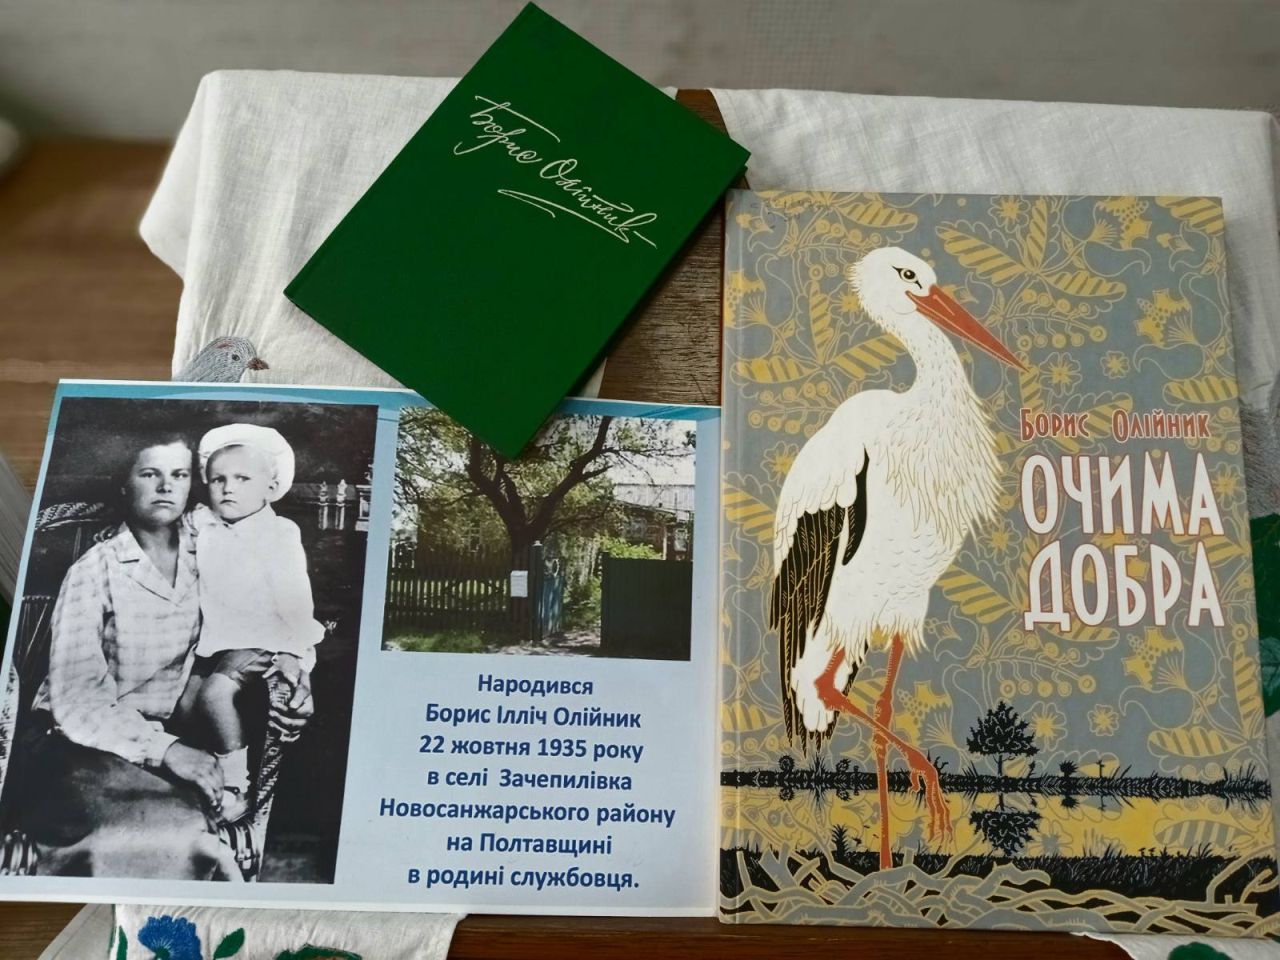 Борис Олійник
Борис Олійник
ОЧИМА
ДОБРА
Народився
Борис Ілліч Олійник
22 жовтня 1935 року
в селі Зачепилівка
Новосанжарського району
на Полтавщині
в родині службовця.